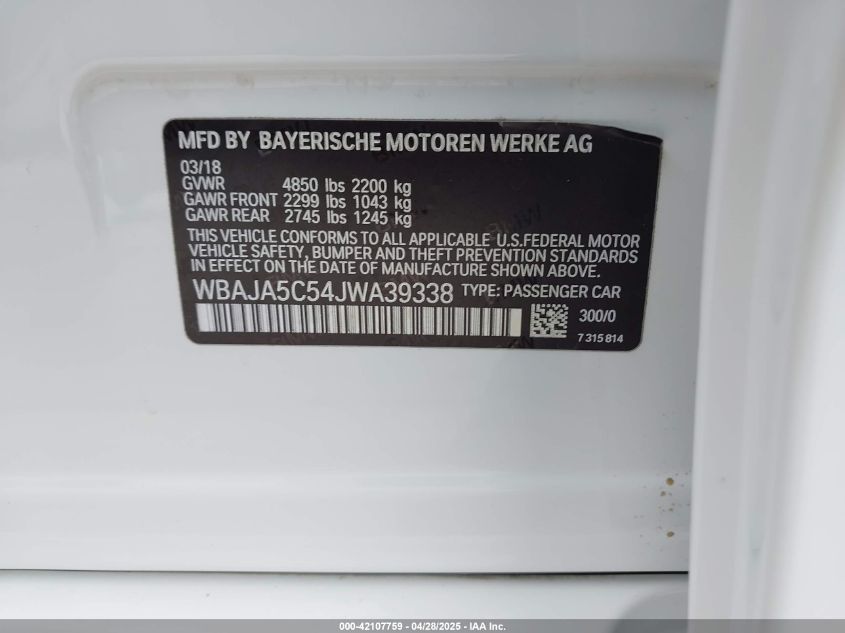 MFD BY BAYERISCHE MOTOREN WERKE AG
03/18
GVWR 4850 lbs 2200 kg
GAWR FRONT 2299 lbs 1043 kg
GAWR REAR 2745 lbs 1245 kg
THIS VEHICLE CONFORMS TO ALL APPLICABLE U.S.FEDERAL MOTOR
VEHICLE SAFETY, BUMPER AND THEFT PREVENTION STANDARDS
IN EFFECT ON THE DATE OF MANUFACTURE SHOWN ABOVE.
WBAJA5C54JWA39338 TYPE: PASSENGER CAR
300/0
7 315 814
000-42107759 - 04/28/2025 - IAA Inc.